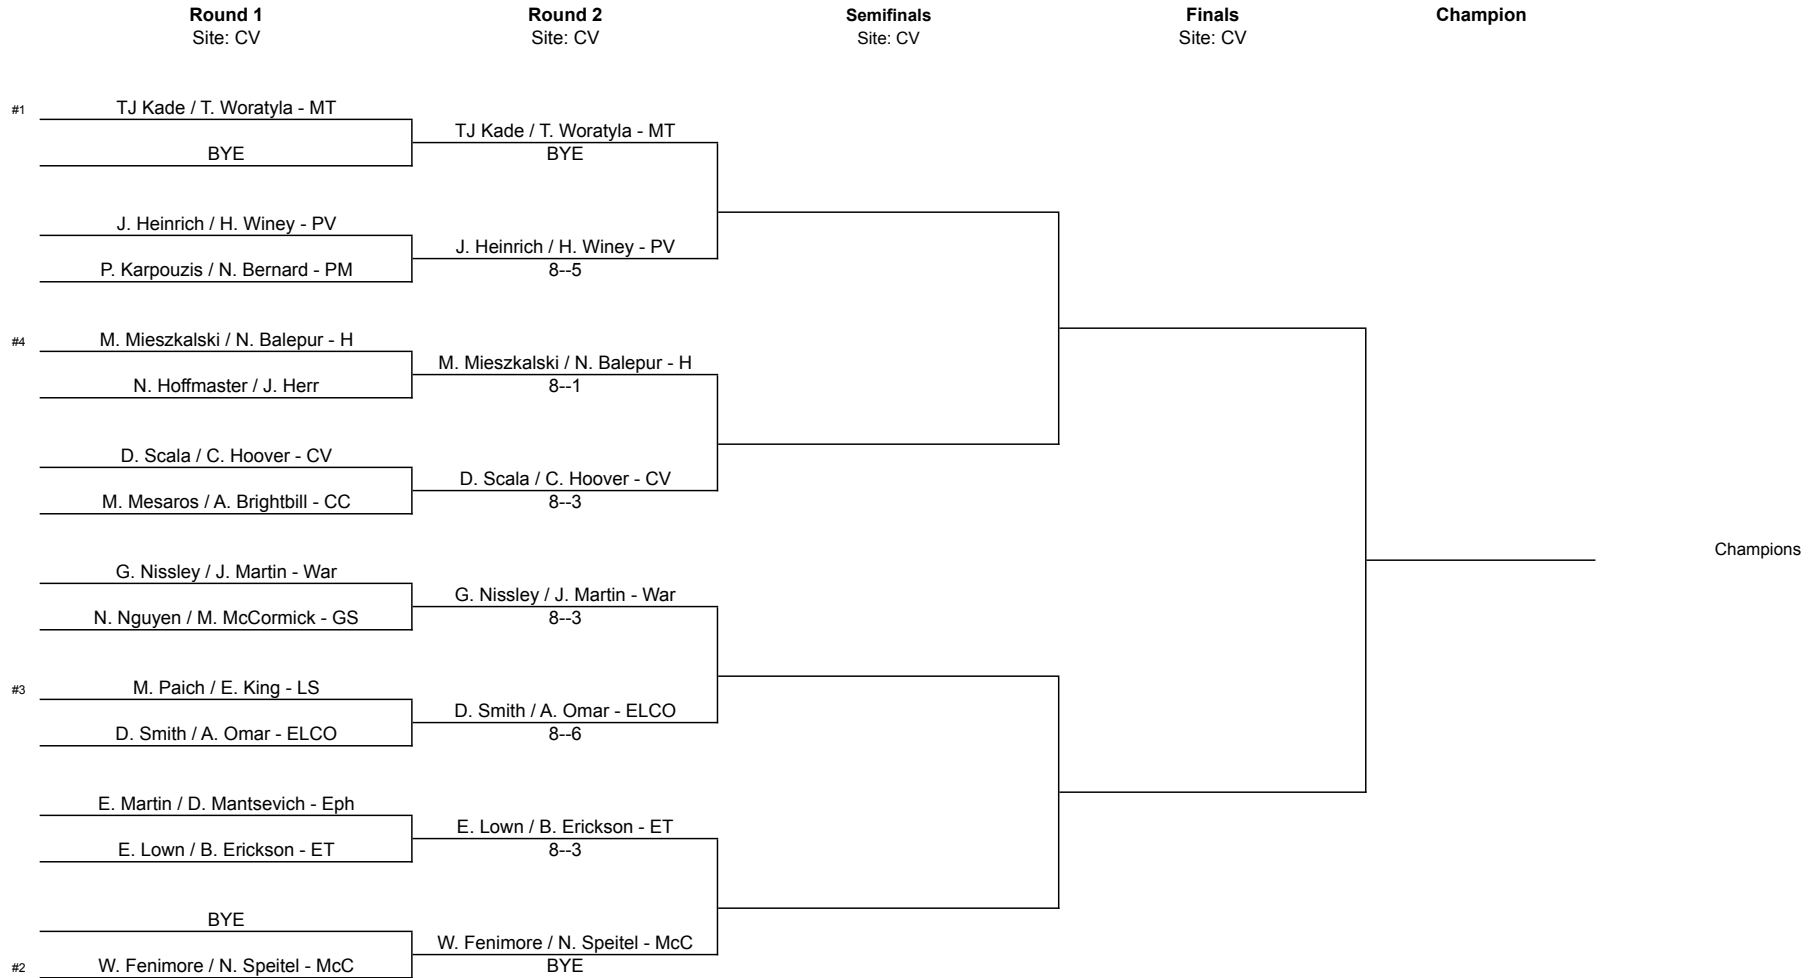 Round 1
Site: CV
Round 2
Site: CV
Semifinals
Site: CV
Finals
Site: CV
Champion
#1
TJ Kade / T. Woratyla - MT
BYE
J. Heinrich / H. Winey - PV
P. Karpouzis / N. Bernard - PM
#4
M. Mieszkalski / N. Balepur - H
N. Hoffmaster / J. Herr
D. Scala / C. Hoover - CV
M. Mesaros / A. Brightbill - CC
G. Nissley / J. Martin - War
N. Nguyen / M. McCormick - GS
#3
M. Paich / E. King - LS
D. Smith / A. Omar - ELCO
E. Martin / D. Mantsevich - Eph
E. Lown / B. Erickson - ET
BYE
#2
W. Fenimore / N. Speitel - McC
TJ Kade / T. Woratyla - MT
BYE
J. Heinrich / H. Winey - PV
8--5
M. Mieszkalski / N. Balepur - H
8--1
D. Scala / C. Hoover - CV
8--3
G. Nissley / J. Martin - War
8--3
D. Smith / A. Omar - ELCO
8--6
E. Lown / B. Erickson - ET
8--3
W. Fenimore / N. Speitel - McC
BYE
Champions